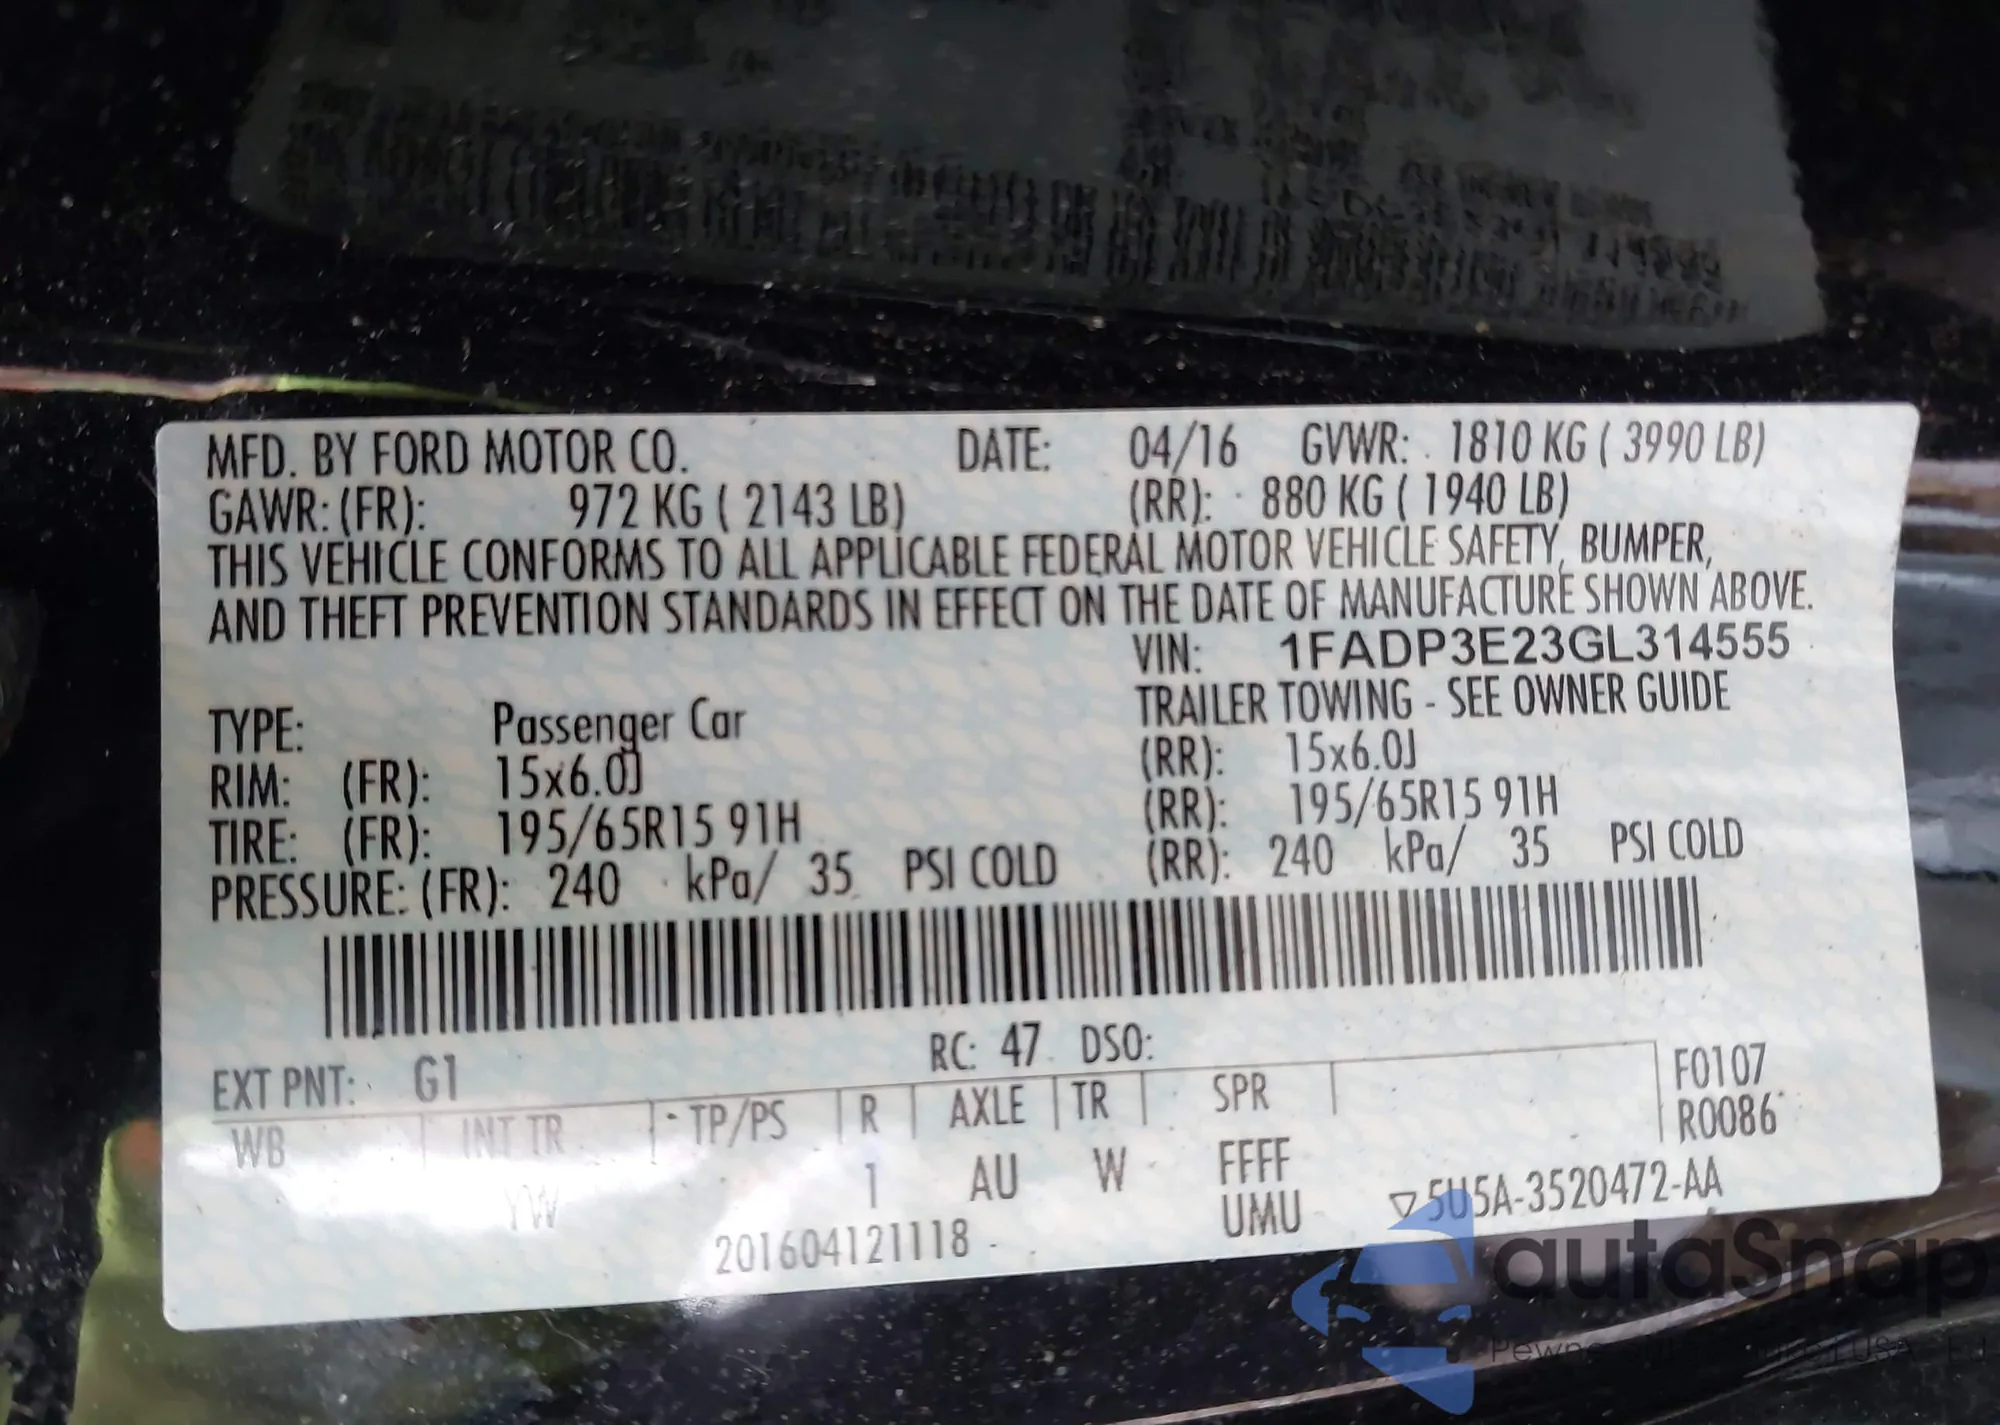 MFD. BY FORD MOTOR CO. DATE: 04/16 GVWR: 1810 KG ( 3990 LB)
GAWR: (FR): 972 KG ( 2143 LB) (RR): 880 KG ( 1940 LB)
THIS VEHICLE CONFORMS TO ALL APPLICABLE FEDERAL MOTOR VEHICLE SAFETY, BUMPER,
AND THEFT PREVENTION STANDARDS IN EFFECT ON THE DATE OF MANUFACTURE SHOWN ABOVE.
VIN: 1FADP3E23GL314555
TYPE: Passenger Car TRAILER TOWING - SEE OWNER GUIDE
RIM: (FR): 15x6.0J (RR): 15x6.0J
TIRE: (FR): 195/65R15 91H (RR): 195/65R15 91H
PRESSURE: (FR): 240 kPa/ 35 PSI COLD (RR): 240 kPa/ 35 PSI COLD
RC: 47 DSO:
EXT PNT: G1 F0107
WB INT TR TP/PS R AXLE TR SPR R0086
YW 1 AU W FFFF
UMU ▽5U5A-3520472-AA
201604121118
autaSnap